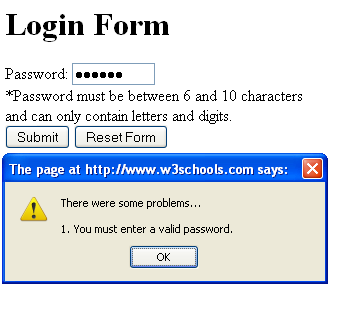 Login Form
Password: ●●●●●●
*Password must be between 6 and 10 characters
and can only contain letters and digits.
Submit Reset Form
The page at http://www.w3schools.com says:
There were some problems...
1. You must enter a valid password.
OK